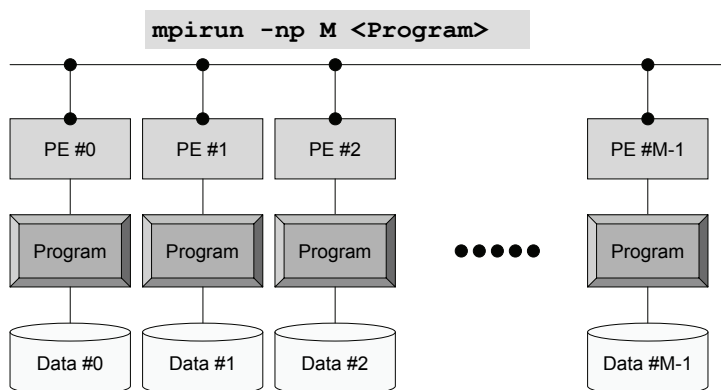 mpirun -np M <Program>
PE #0 PE #1 PE #2 PE #M-1
Program Program Program Program
Data #0 Data #1 Data #2 Data #M-1